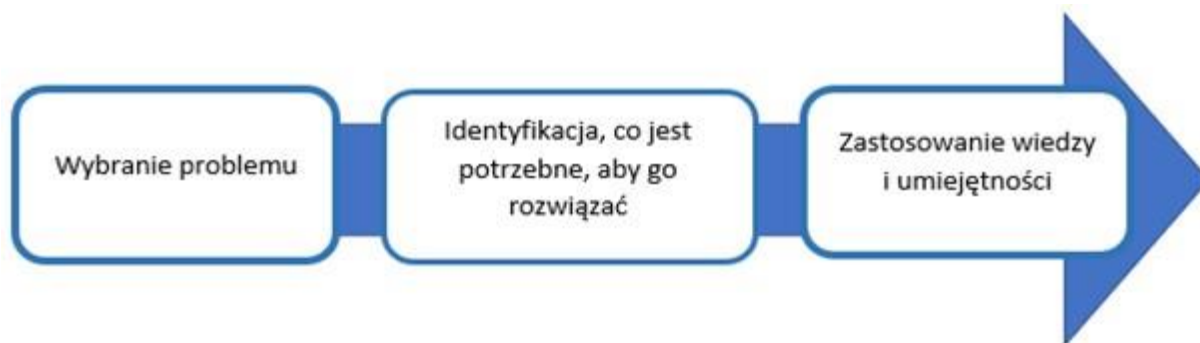 Wybranie problemu
Identyfikacja, co jest
potrzebne, aby go
rozwiązać
Zastosowanie wiedzy
i umiejętności